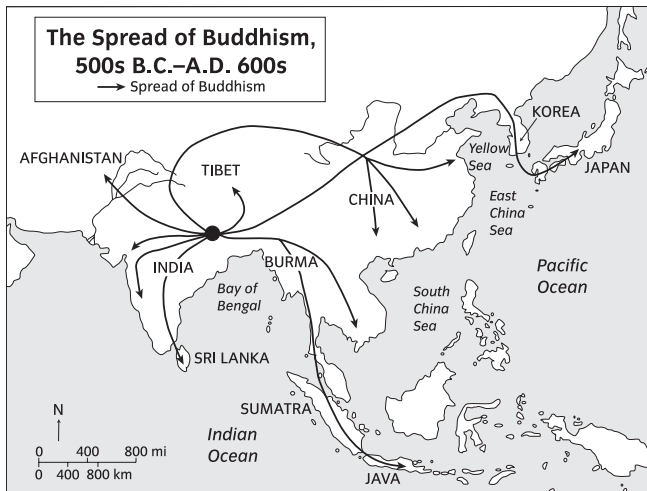 The Spread of Buddhism,
500s B.C.–A.D. 600s
Spread of Buddhism
KOREA
Yellow
Sea
AFGHANISTAN
TIBET
JAPAN
CHINA
East
China
Sea
INDIA
BURMA
Pacific
Ocean
Bay of
Bengal
South
China
Sea
SRI LANKA
N
SUMATRA
Indian
Ocean
0 400 800 mi
0 400 800 km
JAVA